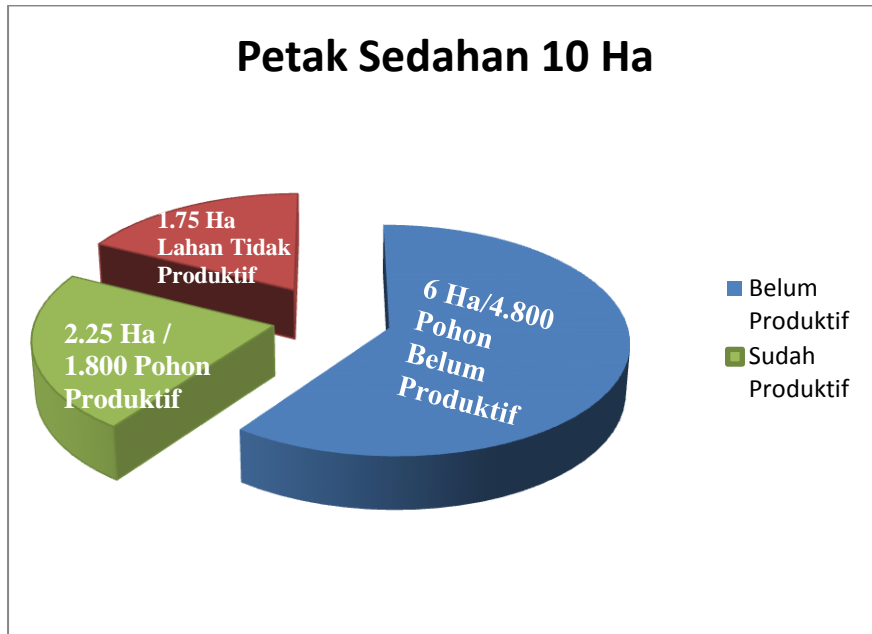 Petak Sedahan 10 Ha
1.75 Ha
Lahan Tidak
Produktif
6 Ha/4.800
Pohon
Belum
Produktif
2.25 Ha /
1.800 Pohon
Produktif
Belum
Produktif
Sudah
Produktif